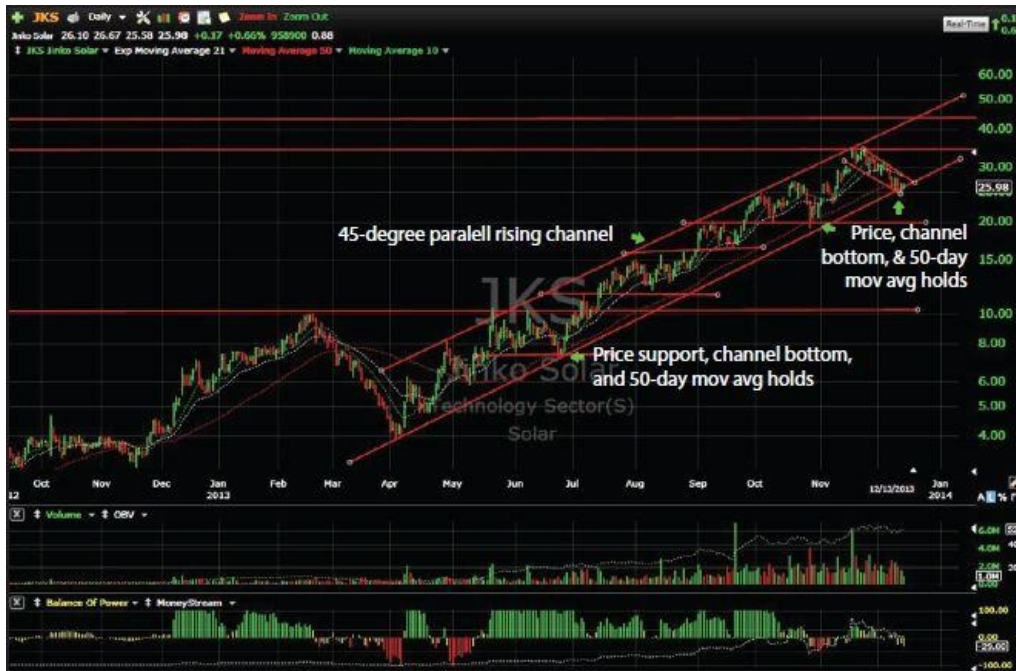 JKS Daily Zoom In Zoom Out
Real-Time
Jinko Solar 26.10 26.67 25.58 25.98 +0.17 +0.66% 958900 0.88
JKS Jinko Solar Exp Moving Average 21 Moving Average 50 Moving Average 10
60.00
50.00
40.00
30.00
25.98
20.00
45-degree paralell rising channel
Price, channel
bottom, & 50-day
mov avg holds
15.00
JKS
10.00
8.00
Price support, channel bottom,
and 50-day mov avg holds
Jinko Solar
6.00
Technology Sector(S)
5.00
Solar
4.00
12 Oct Nov Dec 2013 Feb Mar Apr May Jun Jul Aug Sep Oct Nov 12/13/2013 Jan 2014
A L %
X Volume OBV
6.0M
4.0M
2.0M
1.0M
0.00
X Balance Of Power MoneyStream
100.00
0.00
-29.00
-100.00